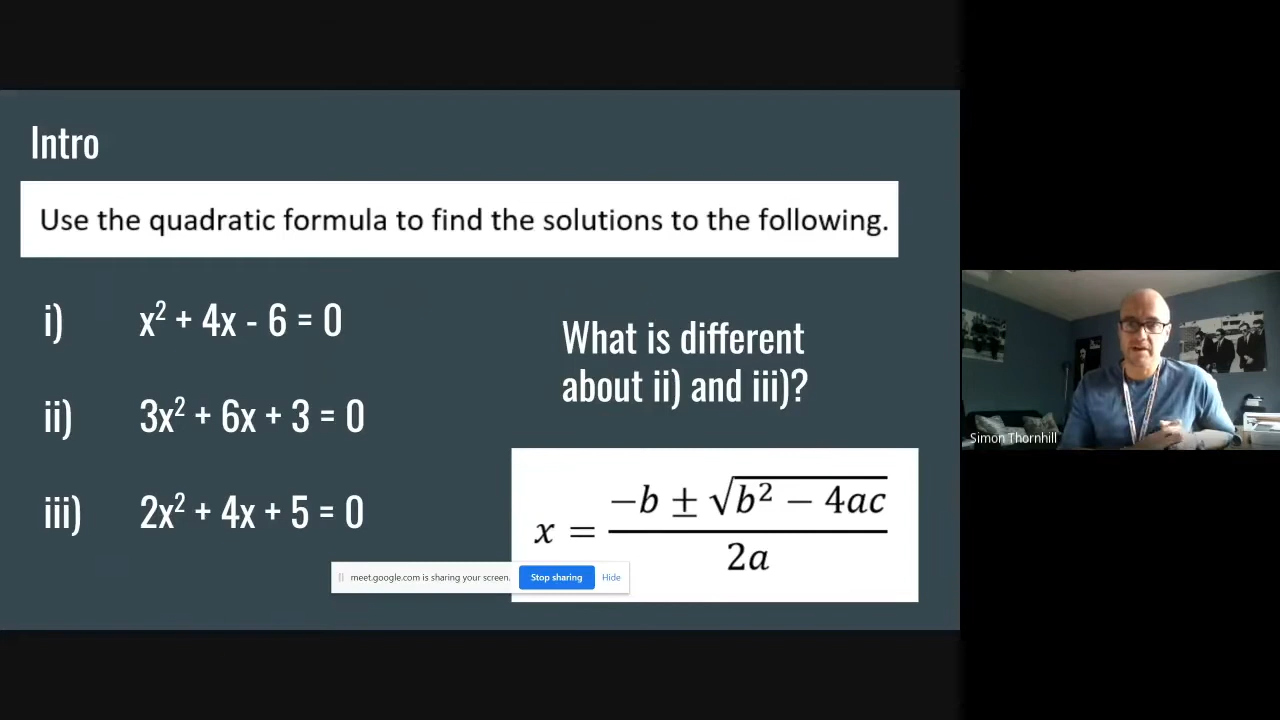 Intro
Use the quadratic formula to find the solutions to the following.
i) x² + 4x - 6 = 0
ii) 3x² + 6x + 3 = 0
iii) 2x² + 4x + 5 = 0
What is different
about ii) and iii)?
x = (−b ± √(b² − 4ac)) / 2a
meet.google.com is sharing your screen. Stop sharing Hide
Simon Thornhill